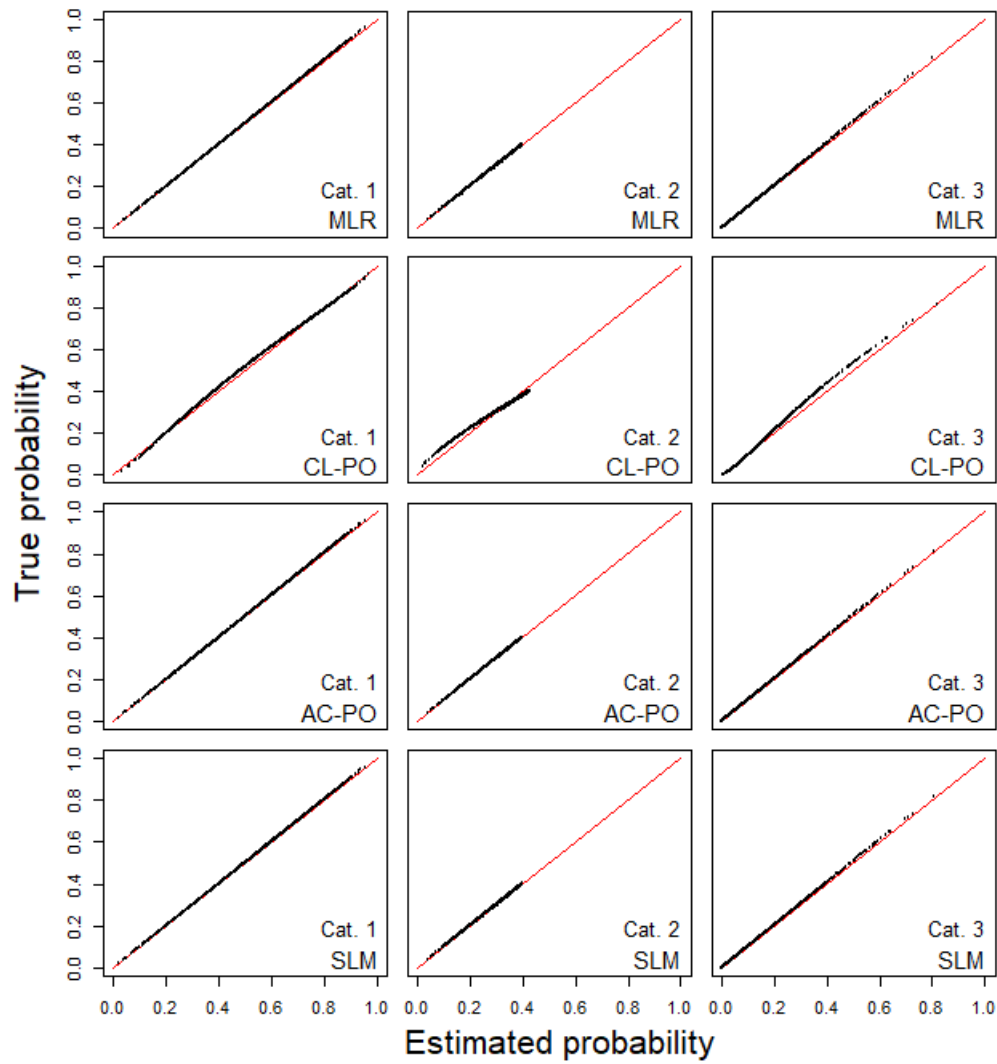 True probability
1.0
0.8
0.6
0.4
0.2
0.0
Cat. 1
MLR
Cat. 2
MLR
Cat. 3
MLR
1.0
0.8
0.6
0.4
0.2
0.0
Cat. 1
CL-PO
Cat. 2
CL-PO
Cat. 3
CL-PO
1.0
0.8
0.6
0.4
0.2
0.0
Cat. 1
AC-PO
Cat. 2
AC-PO
Cat. 3
AC-PO
1.0
0.8
0.6
0.4
0.2
0.0
Cat. 1
SLM
Cat. 2
SLM
Cat. 3
SLM
0.0 0.2 0.4 0.6 0.8 1.0
0.0 0.2 0.4 0.6 0.8 1.0
0.0 0.2 0.4 0.6 0.8 1.0
Estimated probability